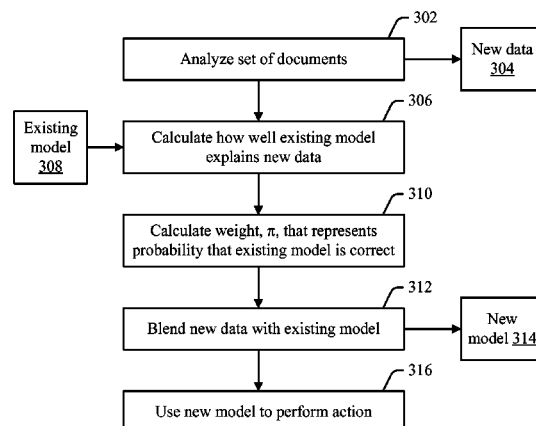 302
Analyze set of documents
New data
304
306
Existing
model
308
Calculate how well existing model
explains new data
310
Calculate weight, π, that represents
probability that existing model is correct
312
Blend new data with existing model
New
model 314
316
Use new model to perform action